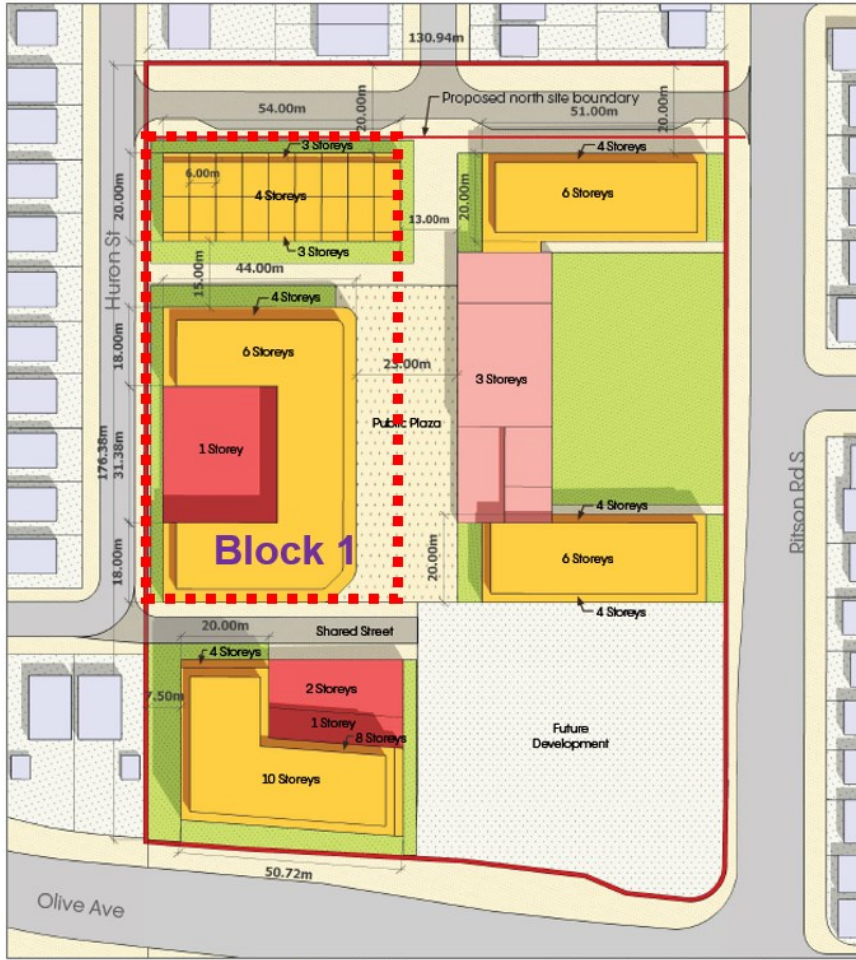 130.94m
Proposed north site boundary
54.00m
20.00m
51.00m
20.00m
3 Storeys
4 Storeys
6.00m
4 Storeys
6 Storeys
20.00m
20.00m
13.00m
3 Storeys
Huron St
15.00m
44.00m
4 Storeys
18.00m
6 Storeys
23.00m
3 Storeys
Public Plaza
1 Storey
176.38m
31.38m
Ritson Rd S
4 Storeys
Block 1
18.00m
20.00m
6 Storeys
4 Storeys
20.00m
Shared Street
4 Storeys
2 Storeys
7.50m
1 Storey
8 Storeys
Future
Development
10 Storeys
50.72m
Olive Ave